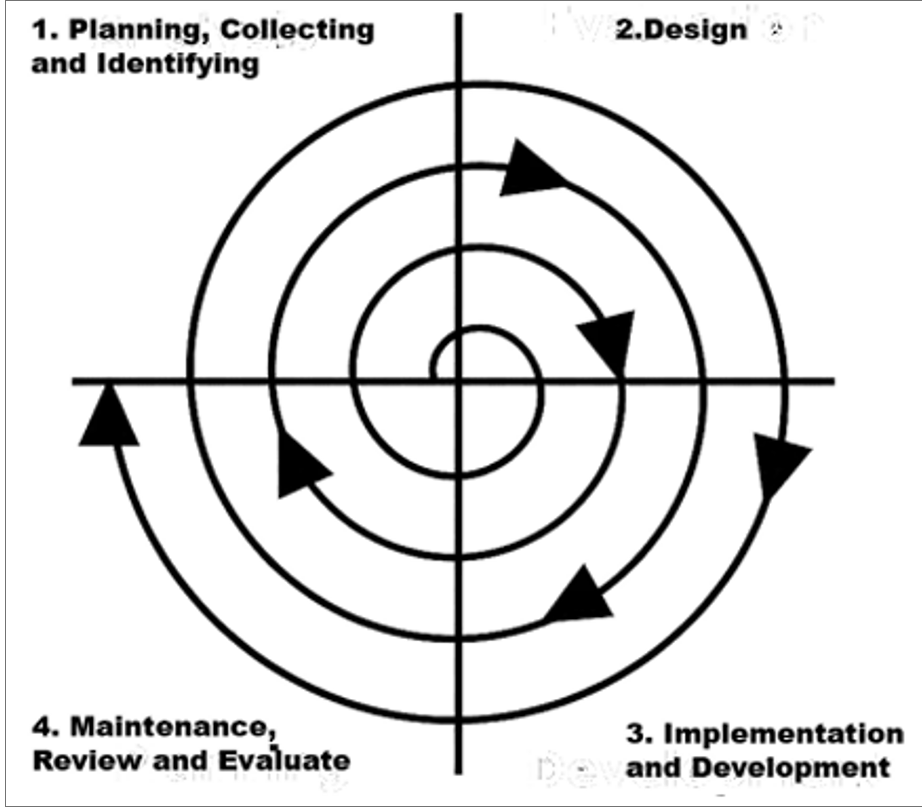 1. Planning, Collecting
and Identifying
2.Design
4. Maintenance,
Review and Evaluate
3. Implementation
and Development